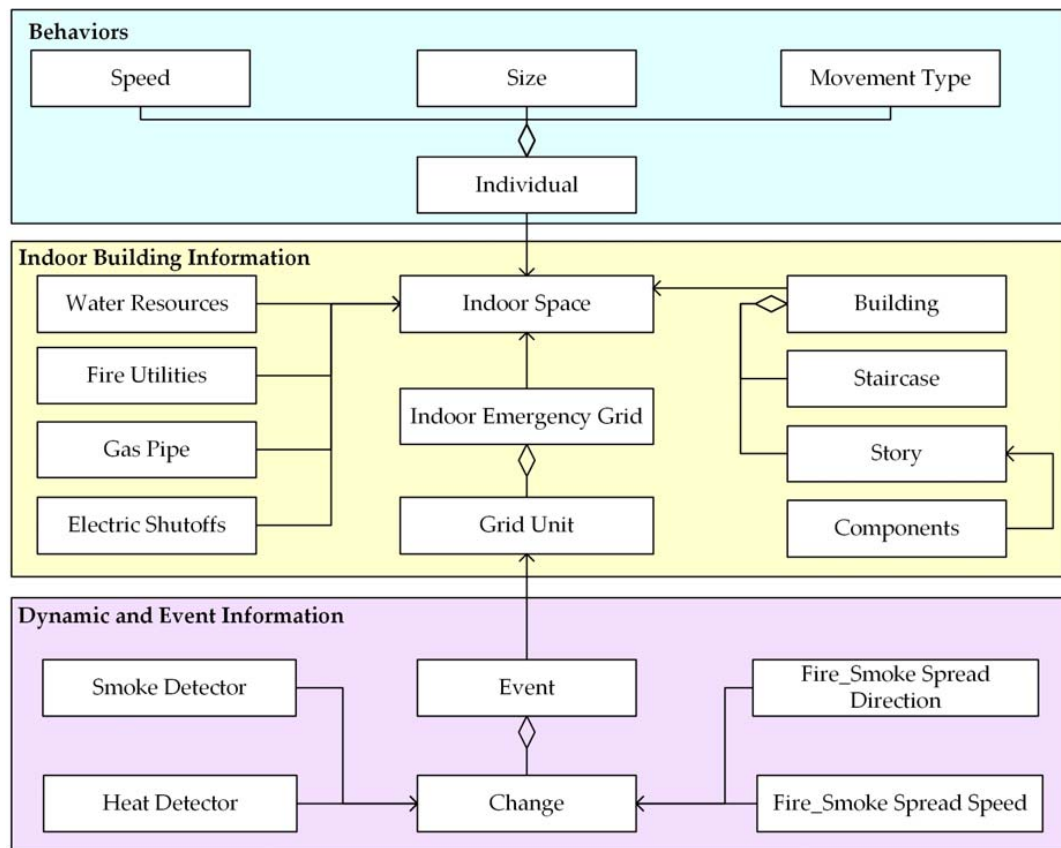 Behaviors
Speed
Size
Movement Type
Individual
Indoor Building Information
Water Resources
Indoor Space
Building
Fire Utilities
Staircase
Indoor Emergency Grid
Gas Pipe
Story
Electric Shutoffs
Grid Unit
Components
Dynamic and Event Information
Smoke Detector
Event
Fire_Smoke Spread
Direction
Heat Detector
Change
Fire_Smoke Spread Speed